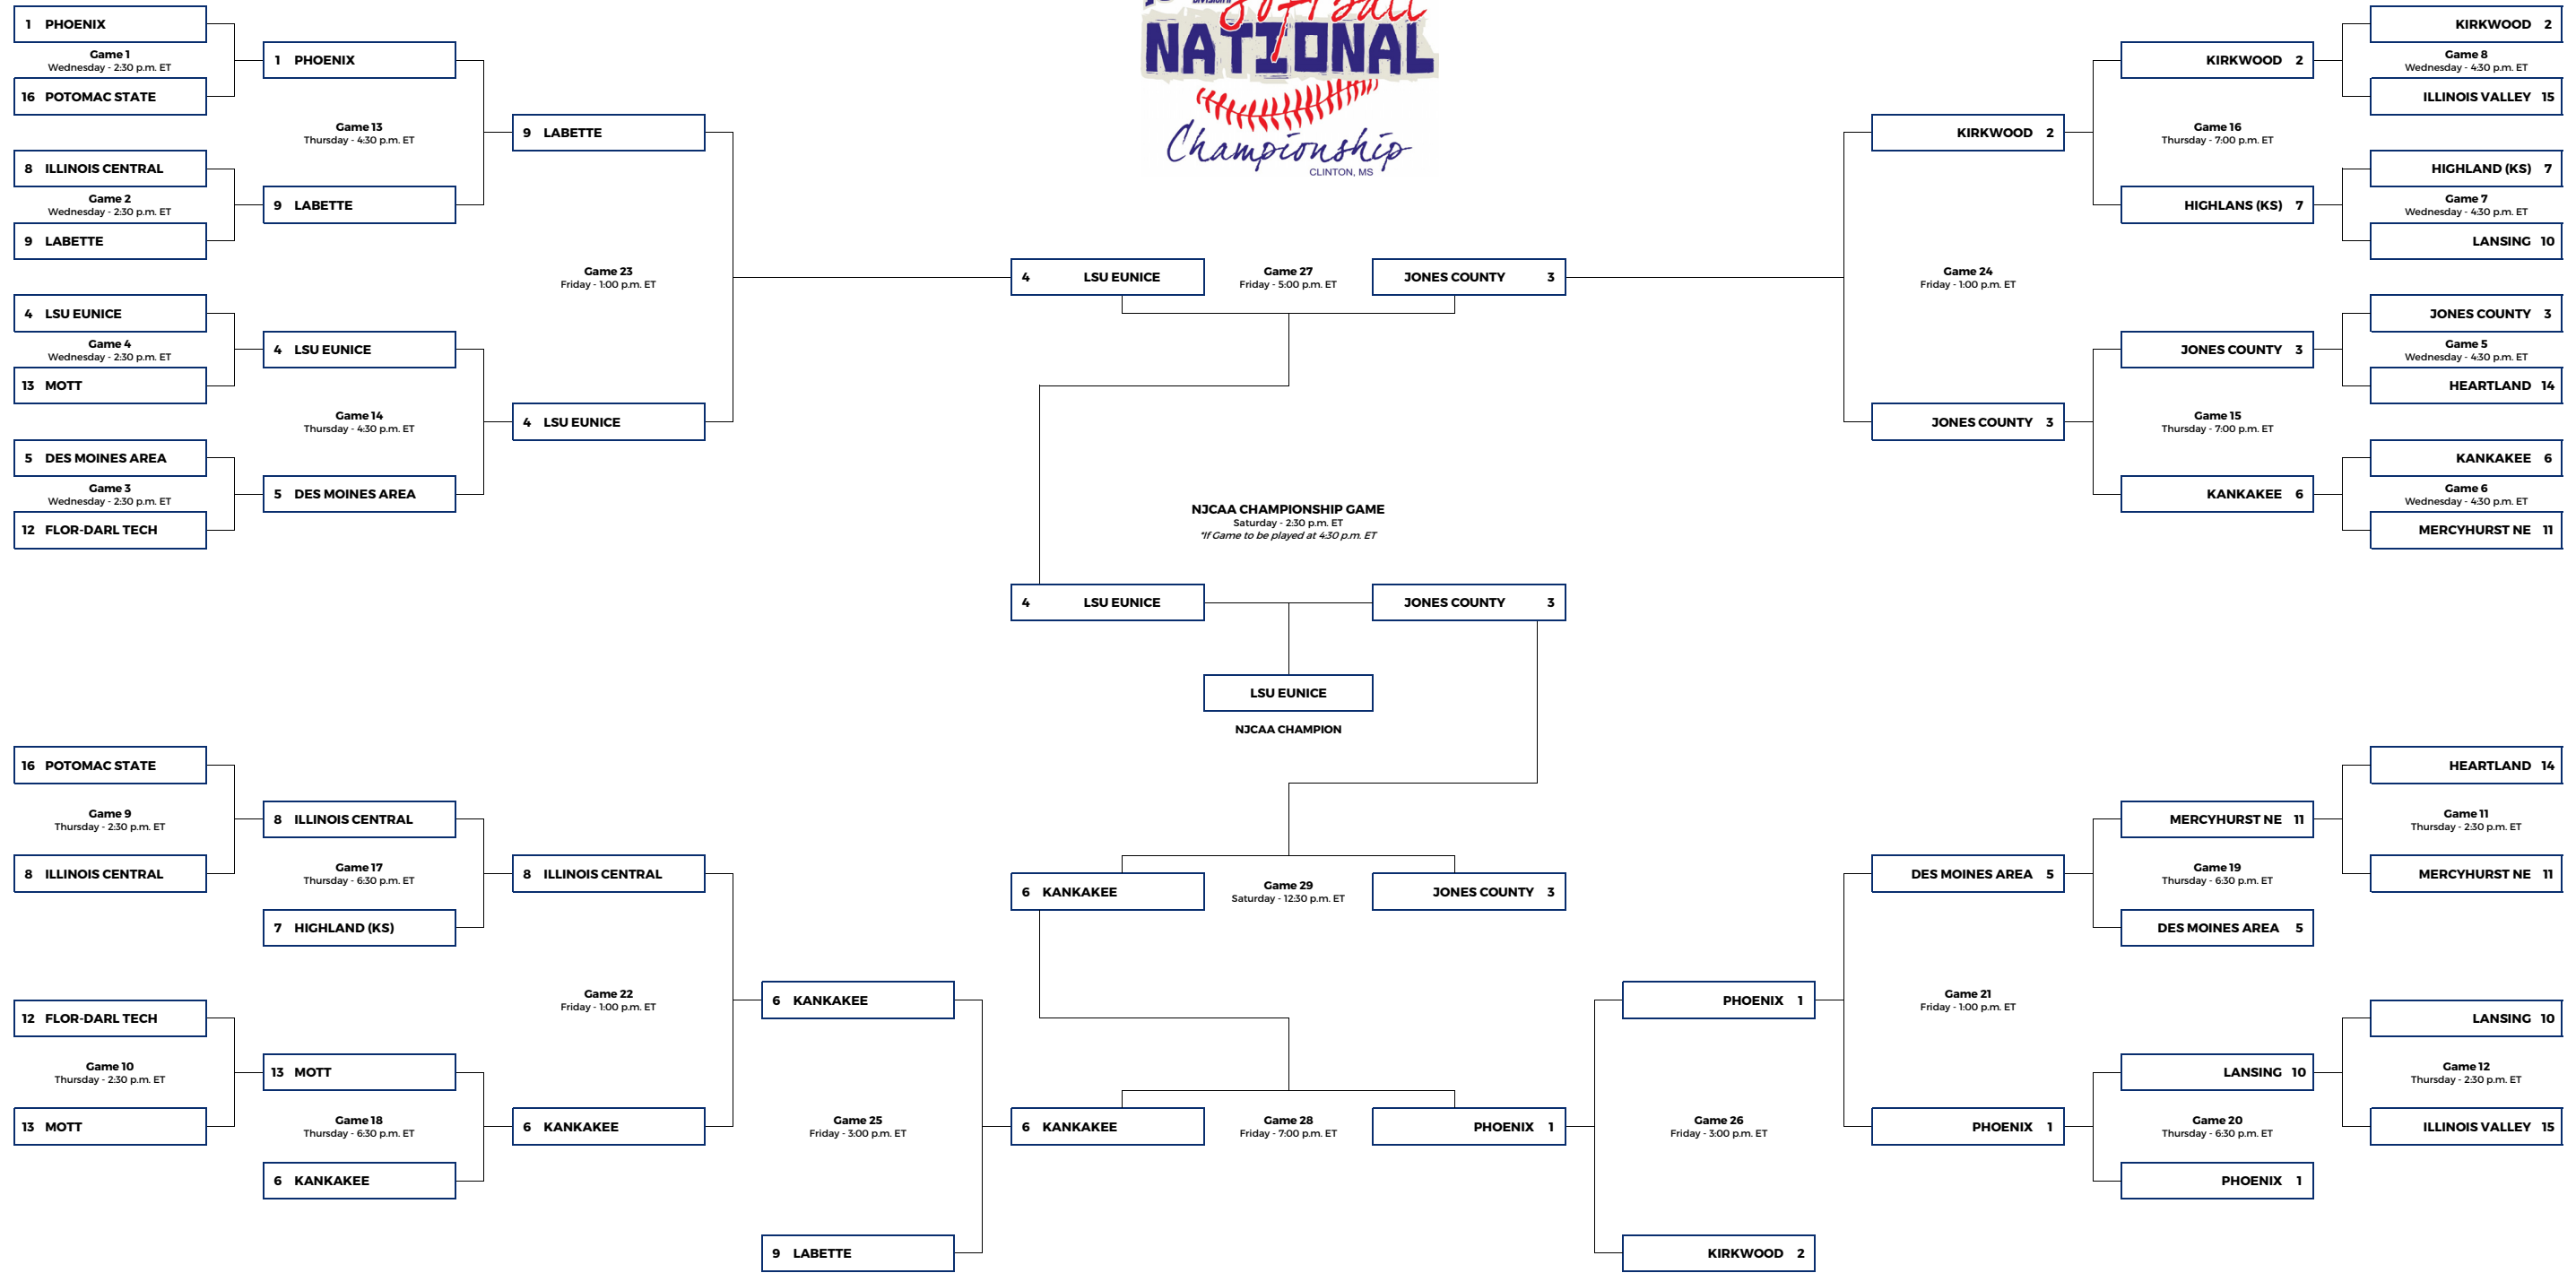 DIVISION II
Softball
NATIONAL
Championship
CLINTON, MS
1 PHOENIX
Game 1
Wednesday - 2:30 p.m. ET
16 POTOMAC STATE
8 ILLINOIS CENTRAL
Game 2
Wednesday - 2:30 p.m. ET
9 LABETTE
4 LSU EUNICE
Game 4
Wednesday - 2:30 p.m. ET
13 MOTT
5 DES MOINES AREA
Game 3
Wednesday - 2:30 p.m. ET
12 FLOR-DARL TECH
1 PHOENIX
Game 13
Thursday - 4:30 p.m. ET
9 LABETTE
4 LSU EUNICE
Game 14
Thursday - 4:30 p.m. ET
5 DES MOINES AREA
9 LABETTE
Game 23
Friday - 1:00 p.m. ET
4 LSU EUNICE
4 LSU EUNICE
Game 27
Friday - 5:00 p.m. ET
JONES COUNTY 3
KIRKWOOD 2
Game 24
Friday - 1:00 p.m. ET
JONES COUNTY 3
KIRKWOOD 2
Game 16
Thursday - 7:00 p.m. ET
HIGHLANS (KS) 7
JONES COUNTY 3
Game 15
Thursday - 7:00 p.m. ET
KANKAKEE 6
KIRKWOOD 2
Game 8
Wednesday - 4:30 p.m. ET
ILLINOIS VALLEY 15
HIGHLAND (KS) 7
Game 7
Wednesday - 4:30 p.m. ET
LANSING 10
JONES COUNTY 3
Game 5
Wednesday - 4:30 p.m. ET
HEARTLAND 14
KANKAKEE 6
Game 6
Wednesday - 4:30 p.m. ET
MERCYHURST NE 11
NJCAA CHAMPIONSHIP GAME
Saturday - 2:30 p.m. ET
*If Game to be played at 4:30 p.m. ET
4 LSU EUNICE
JONES COUNTY 3
LSU EUNICE
NJCAA CHAMPION
16 POTOMAC STATE
Game 9
Thursday - 2:30 p.m. ET
8 ILLINOIS CENTRAL
12 FLOR-DARL TECH
Game 10
Thursday - 2:30 p.m. ET
13 MOTT
8 ILLINOIS CENTRAL
Game 17
Thursday - 6:30 p.m. ET
7 HIGHLAND (KS)
13 MOTT
Game 18
Thursday - 6:30 p.m. ET
6 KANKAKEE
8 ILLINOIS CENTRAL
Game 22
Friday - 1:00 p.m. ET
6 KANKAKEE
6 KANKAKEE
Game 25
Friday - 3:00 p.m. ET
9 LABETTE
6 KANKAKEE
Game 29
Saturday - 12:30 p.m. ET
JONES COUNTY 3
6 KANKAKEE
Game 28
Friday - 7:00 p.m. ET
PHOENIX 1
PHOENIX 1
Game 26
Friday - 3:00 p.m. ET
KIRKWOOD 2
DES MOINES AREA 5
Game 21
Friday - 1:00 p.m. ET
PHOENIX 1
MERCYHURST NE 11
Game 19
Thursday - 6:30 p.m. ET
DES MOINES AREA 5
LANSING 10
Game 20
Thursday - 6:30 p.m. ET
PHOENIX 1
HEARTLAND 14
Game 11
Thursday - 2:30 p.m. ET
MERCYHURST NE 11
LANSING 10
Game 12
Thursday - 2:30 p.m. ET
ILLINOIS VALLEY 15